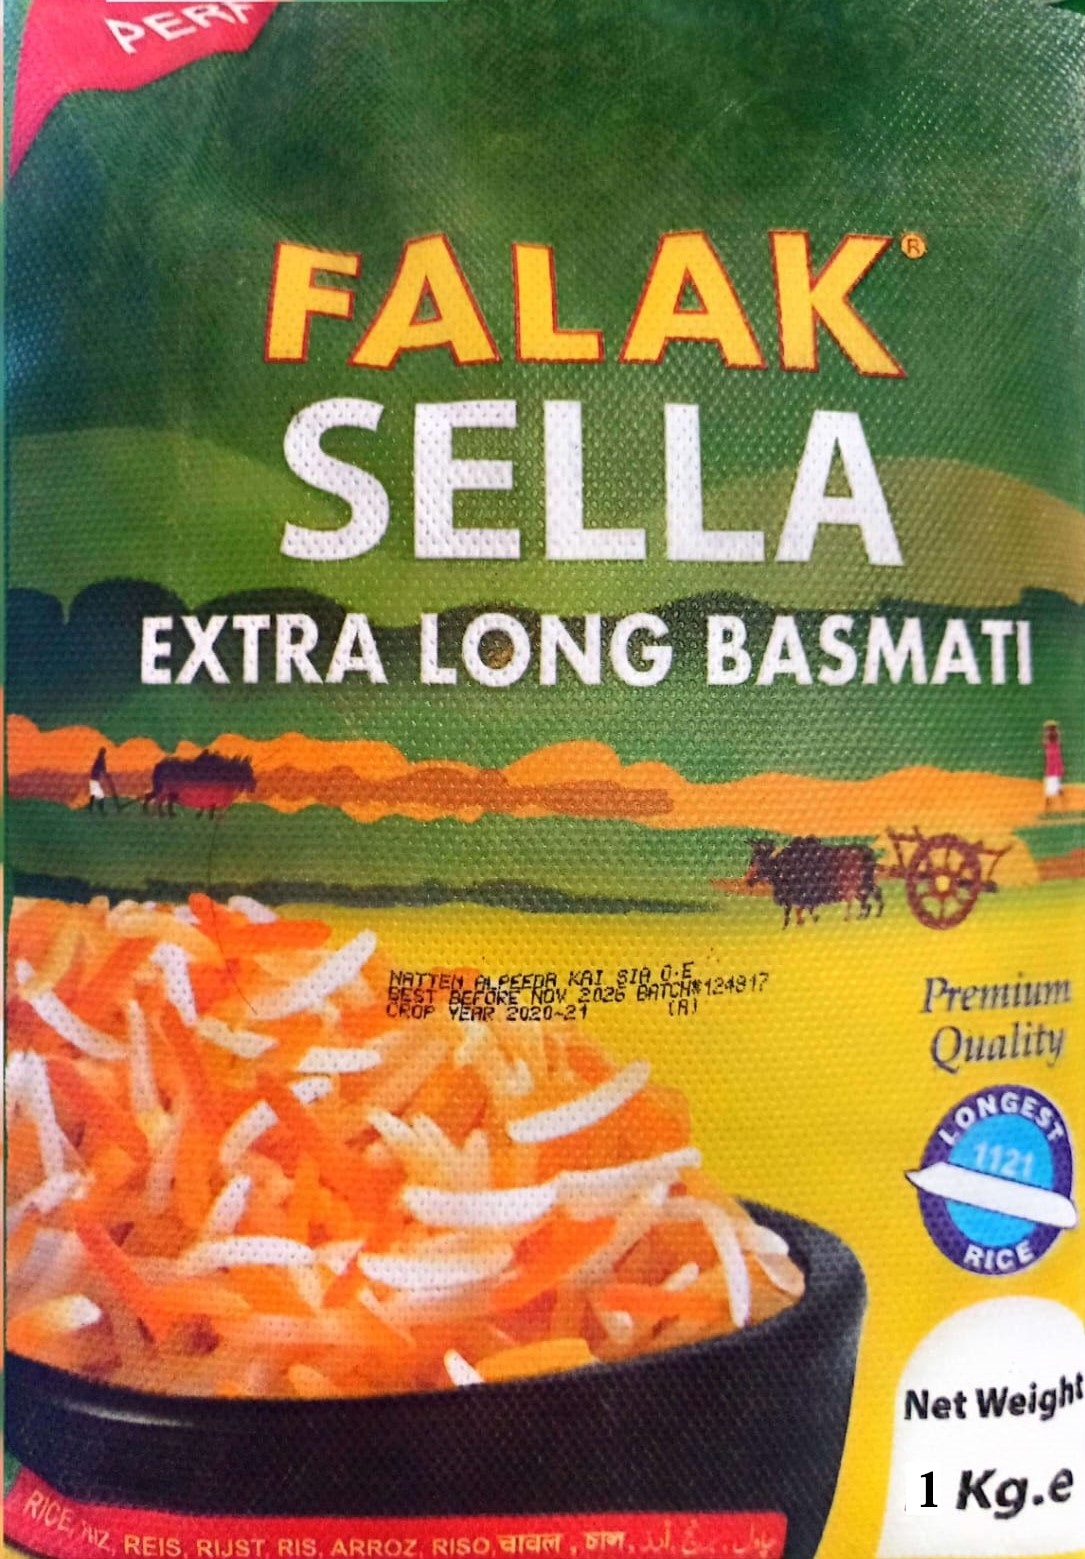 PERF
FALAK®
SELLA
EXTRA LONG BASMATI
BEST BEFORE NOV 2026 BATCH#124817
CROP YEAR 2020-21 (A)
Premium
Quality
LONGEST
1121
RICE
Net Weight
1 Kg.e
RICE, RIZ, REIS, RIJST, RIS, ARROZ, RISO, चावल,